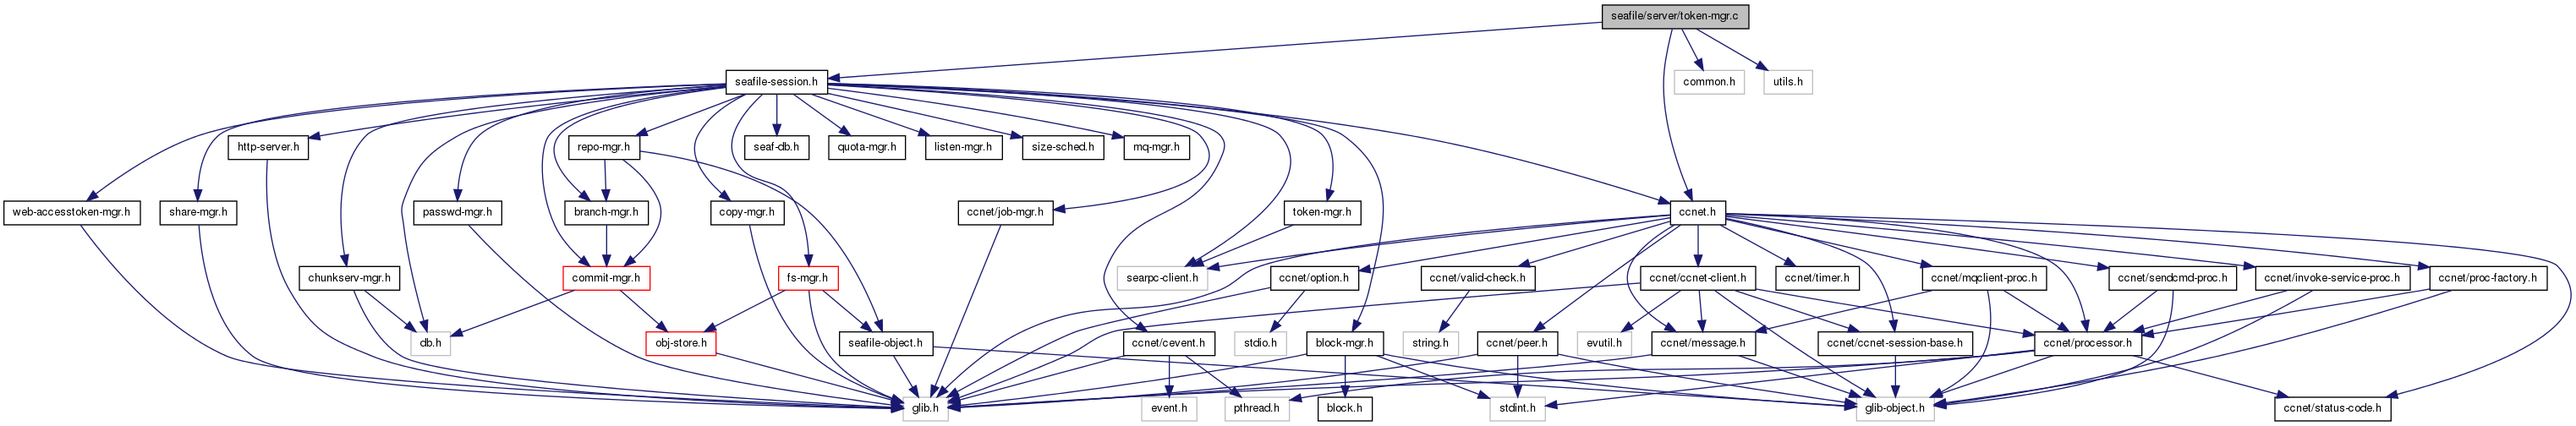 seafile/server/token-mgr.c
seafile-session.h
common.h
utils.h
http-server.h
repo-mgr.h
seaf-db.h
quota-mgr.h
listen-mgr.h
size-sched.h
mq-mgr.h
web-accesstoken-mgr.h
share-mgr.h
passwd-mgr.h
branch-mgr.h
copy-mgr.h
ccnet/job-mgr.h
token-mgr.h
ccnet.h
chunkserv-mgr.h
commit-mgr.h
fs-mgr.h
searpc-client.h
ccnet/option.h
ccnet/valid-check.h
ccnet/ccnet-client.h
ccnet/timer.h
ccnet/mqclient-proc.h
ccnet/sendcmd-proc.h
ccnet/invoke-service-proc.h
ccnet/proc-factory.h
db.h
obj-store.h
seafile-object.h
ccnet/cevent.h
stdio.h
block-mgr.h
string.h
ccnet/peer.h
evutil.h
ccnet/message.h
ccnet/ccnet-session-base.h
ccnet/processor.h
glib.h
event.h
pthread.h
block.h
stdint.h
glib-object.h
ccnet/status-code.h